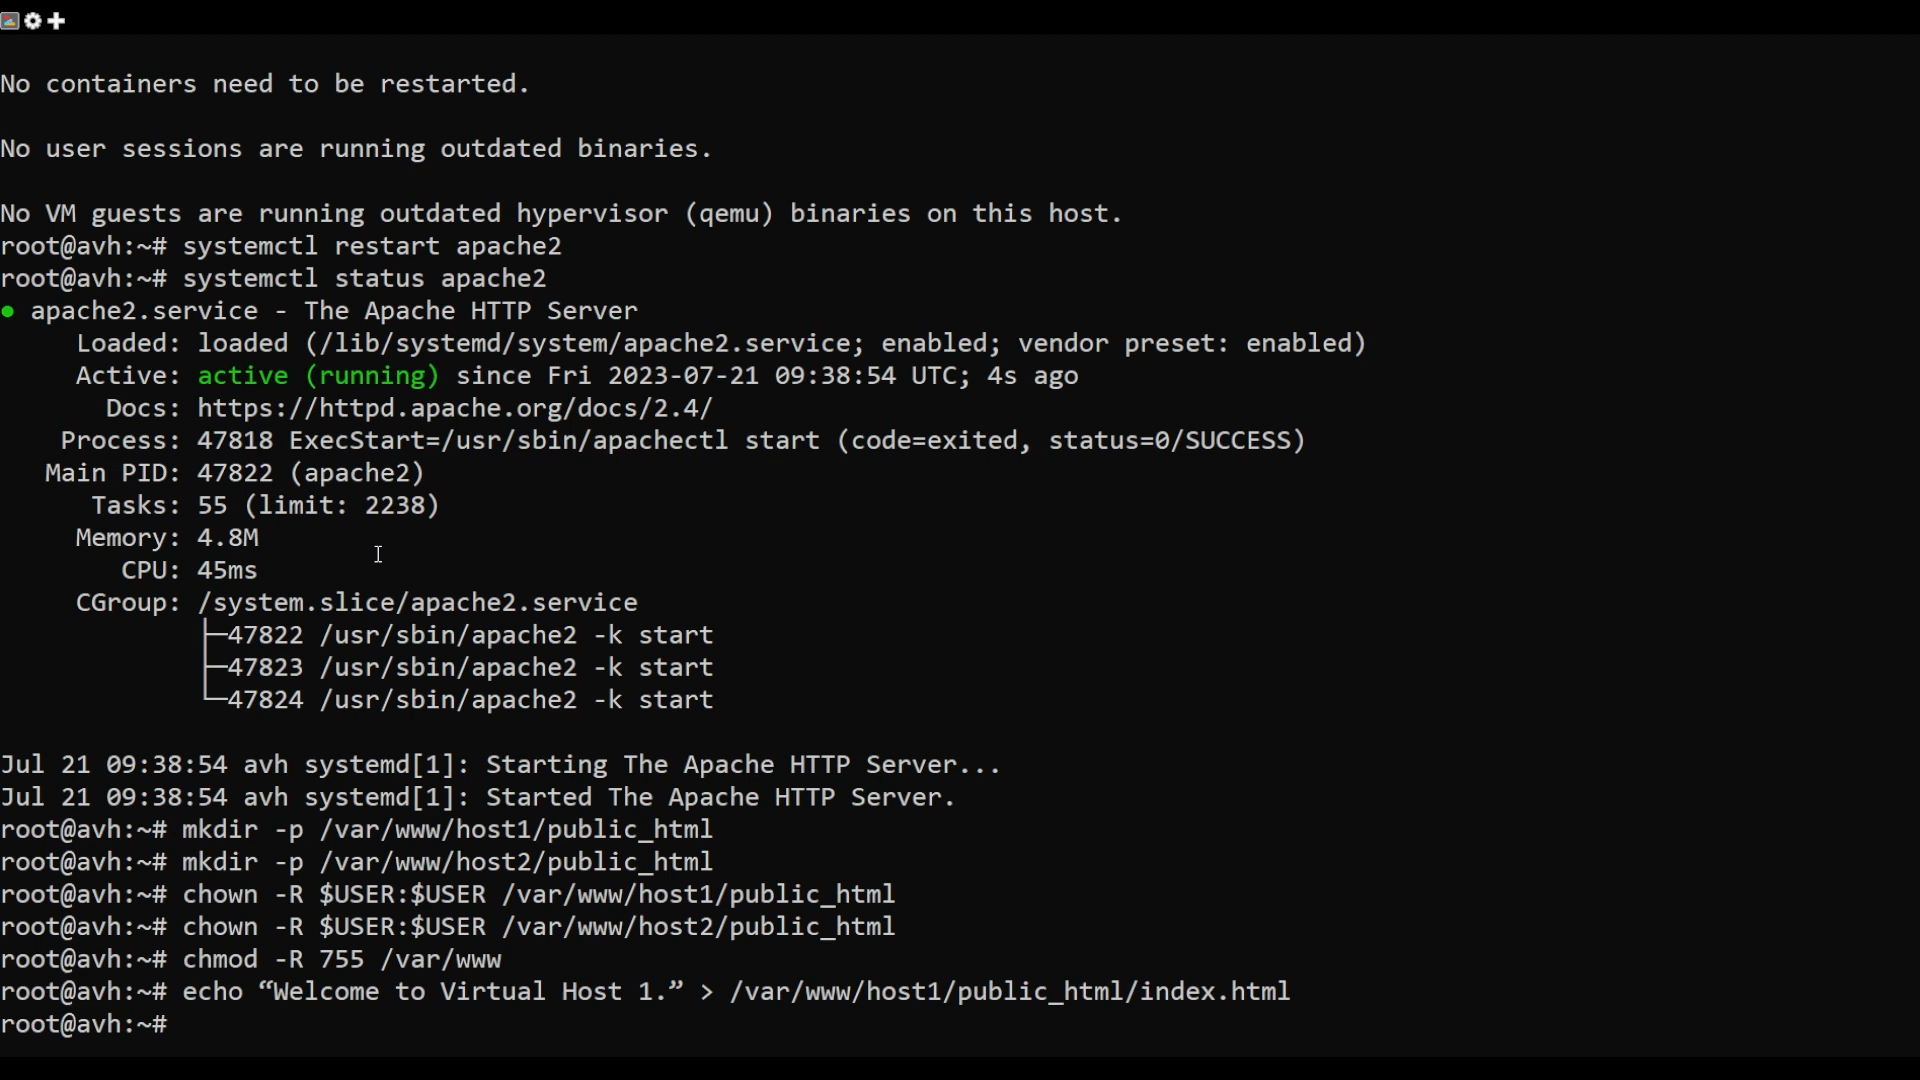 No containers need to be restarted.
No user sessions are running outdated binaries.
No VM guests are running outdated hypervisor (qemu) binaries on this host.
root@avh:~# systemctl restart apache2
root@avh:~# systemctl status apache2
● apache2.service - The Apache HTTP Server
     Loaded: loaded (/lib/systemd/system/apache2.service; enabled; vendor preset: enabled)
     Active: active (running) since Fri 2023-07-21 09:38:54 UTC; 4s ago
       Docs: https://httpd.apache.org/docs/2.4/
    Process: 47818 ExecStart=/usr/sbin/apachectl start (code=exited, status=0/SUCCESS)
   Main PID: 47822 (apache2)
      Tasks: 55 (limit: 2238)
     Memory: 4.8M
        CPU: 45ms
     CGroup: /system.slice/apache2.service
             ├─47822 /usr/sbin/apache2 -k start
             ├─47823 /usr/sbin/apache2 -k start
             └─47824 /usr/sbin/apache2 -k start
Jul 21 09:38:54 avh systemd[1]: Starting The Apache HTTP Server...
Jul 21 09:38:54 avh systemd[1]: Started The Apache HTTP Server.
root@avh:~# mkdir -p /var/www/host1/public_html
root@avh:~# mkdir -p /var/www/host2/public_html
root@avh:~# chown -R $USER:$USER /var/www/host1/public_html
root@avh:~# chown -R $USER:$USER /var/www/host2/public_html
root@avh:~# chmod -R 755 /var/www
root@avh:~# echo “Welcome to Virtual Host 1.” > /var/www/host1/public_html/index.html
root@avh:~#